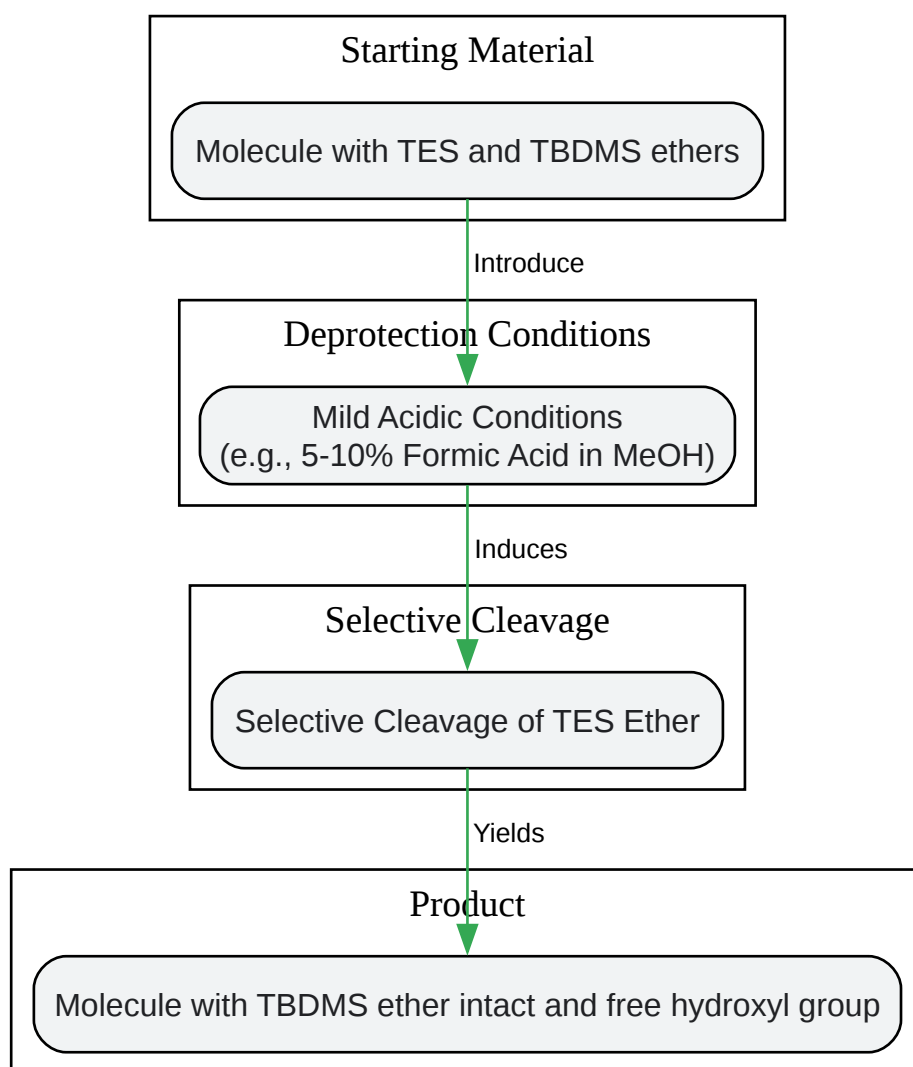 Starting Material
Molecule with TES and TBDMS ethers
Introduce
Deprotection Conditions
Mild Acidic Conditions
(e.g., 5-10% Formic Acid in MeOH)
Induces
Selective Cleavage
Selective Cleavage of TES Ether
Yields
Product
Molecule with TBDMS ether intact and free hydroxyl group